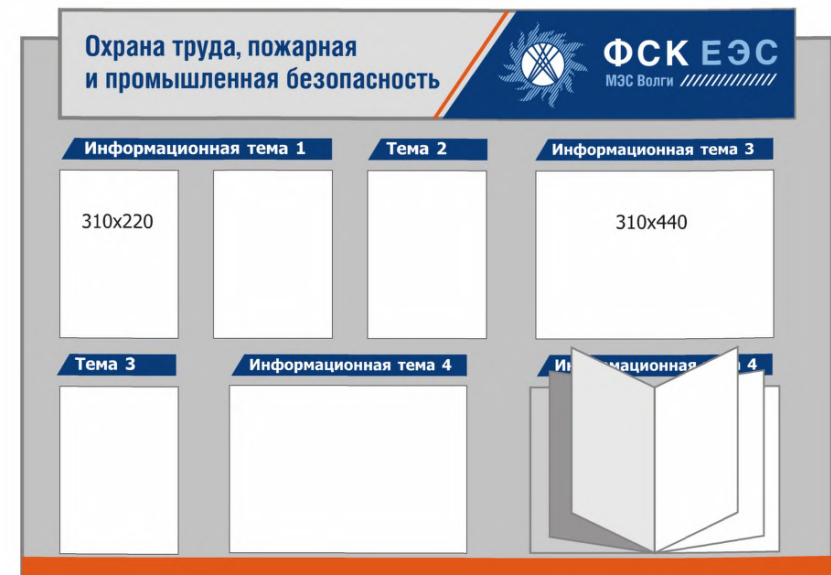 Охрана труда, пожарная
и промышленная безопасность
ФСК ЕЭС
МЭС Волги
Информационная тема 1
Тема 2
Информационная тема 3
310х220
310х440
Тема 3
Информационная тема 4
4